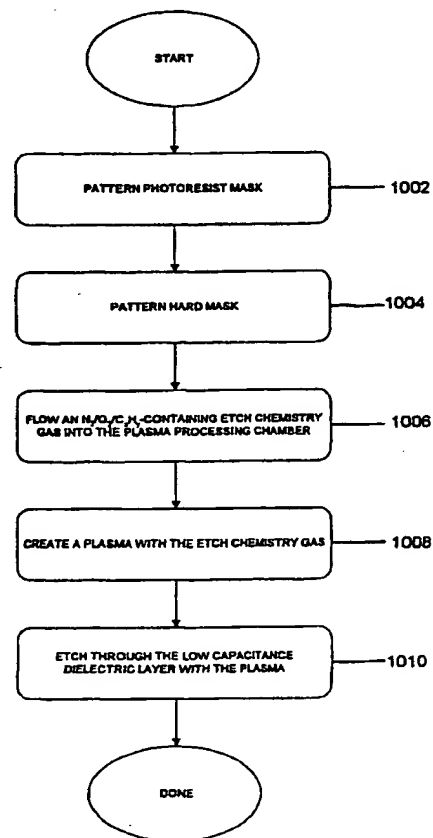 START
PATTERN PHOTORESIST MASK
1002
PATTERN HARD MASK
1004
FLOW AN N₂/O₂/CₓHᵧ-CONTAINING ETCH CHEMISTRY
GAS INTO THE PLASMA PROCESSING CHAMBER
1006
CREATE A PLASMA WITH THE ETCH CHEMISTRY GAS
1008
ETCH THROUGH THE LOW CAPACITANCE
DIELECTRIC LAYER WITH THE PLASMA
1010
DONE